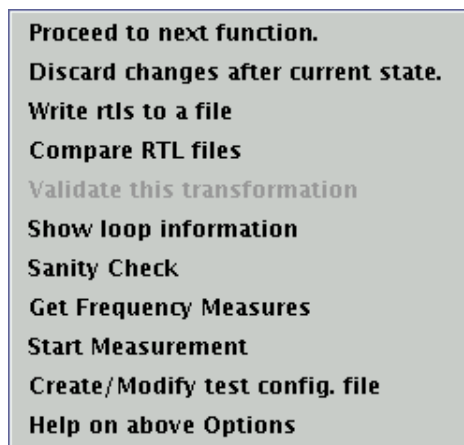 Proceed to next function.
Discard changes after current state.
Write rtls to a file
Compare RTL files
Validate this transformation
Show loop information
Sanity Check
Get Frequency Measures
Start Measurement
Create/Modify test config. file
Help on above Options